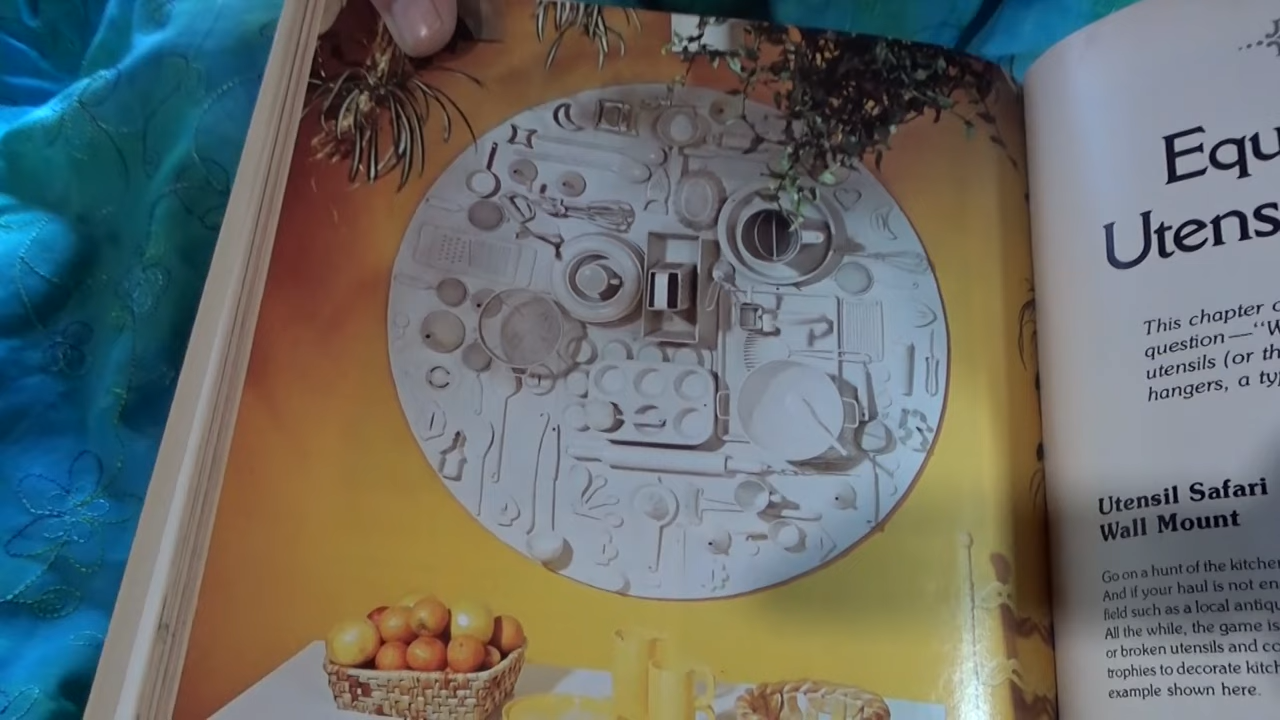 Equ
Utens
This chapter
question—"W
utensils (or th
hangers, a ty
Utensil Safari
Wall Mount
Go on a hunt of the kitche
And if your haul is not en
field such as a local antiqu
All the while, the game is
or broken utensils and co
trophies to decorate kitch
example shown here.